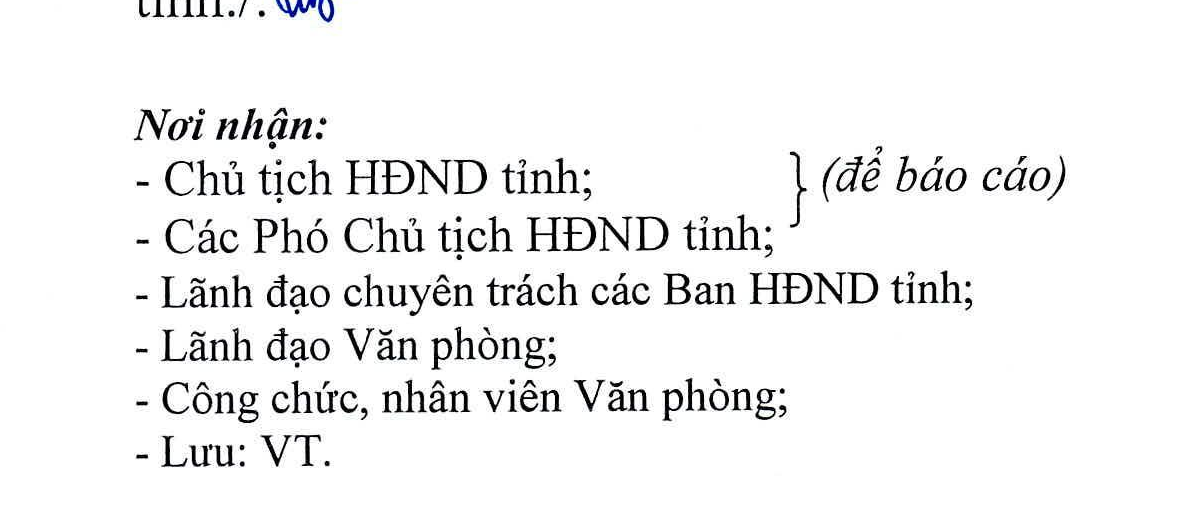 Nơi nhận:
- Chủ tịch HĐND tỉnh; } (để báo cáo)
- Các Phó Chủ tịch HĐND tỉnh;
- Lãnh đạo chuyên trách các Ban HĐND tỉnh;
- Lãnh đạo Văn phòng;
- Công chức, nhân viên Văn phòng;
- Lưu: VT.